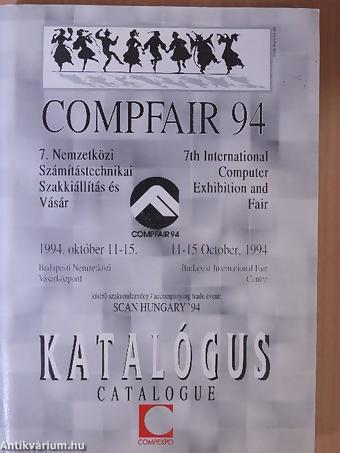 COMPFAIR 94
7. Nemzetközi
Számítástechnikai
Szakkiállítás és
Vásár
7th International
Computer
Exhibition and
Fair
COMPFAIR 94
1994. október 11-15.
11-15 October, 1994
Budapesti Nemzetközi
Vásárközpont
Budapest International Fair
Centre
kísérő szakrendezvény / accompanying trade event:
SCAN HUNGARY '94
KATALÓGUS
CATALOGUE
COMPEXPO
Antikvárium.hu